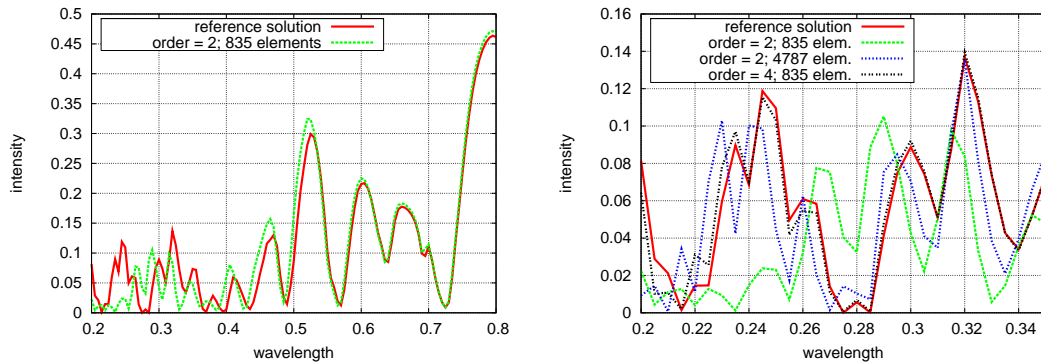 0.5
0.45
0.4
0.35
0.3
0.25
0.2
0.15
0.1
0.05
0
intensity
reference solution
order = 2; 835 elements
0.2 0.3 0.4 0.5 0.6 0.7 0.8
wavelength
0.16
0.14
0.12
0.1
0.08
0.06
0.04
0.02
0
intensity
reference solution
order = 2; 835 elem.
order = 2; 4787 elem.
order = 4; 835 elem.
0.2 0.22 0.24 0.26 0.28 0.3 0.32 0.34
wavelength